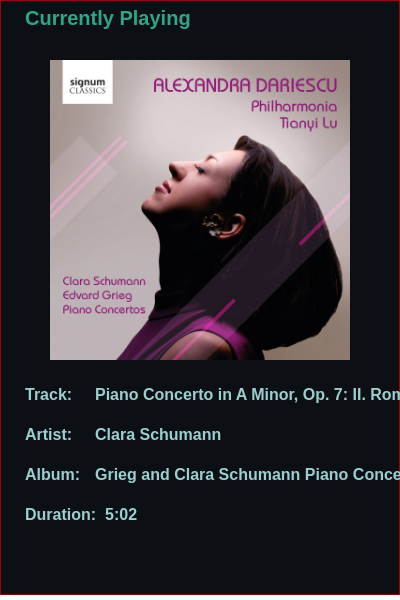 Currently Playing
signum
CLASSICS
ALEXANDRA DARIESCU
Philharmonia
Tianyi Lu
Clara Schumann
Edvard Grieg
Piano Concertos
Track: Piano Concerto in A Minor, Op. 7: II. Rom
Artist: Clara Schumann
Album: Grieg and Clara Schumann Piano Conce
Duration: 5:02